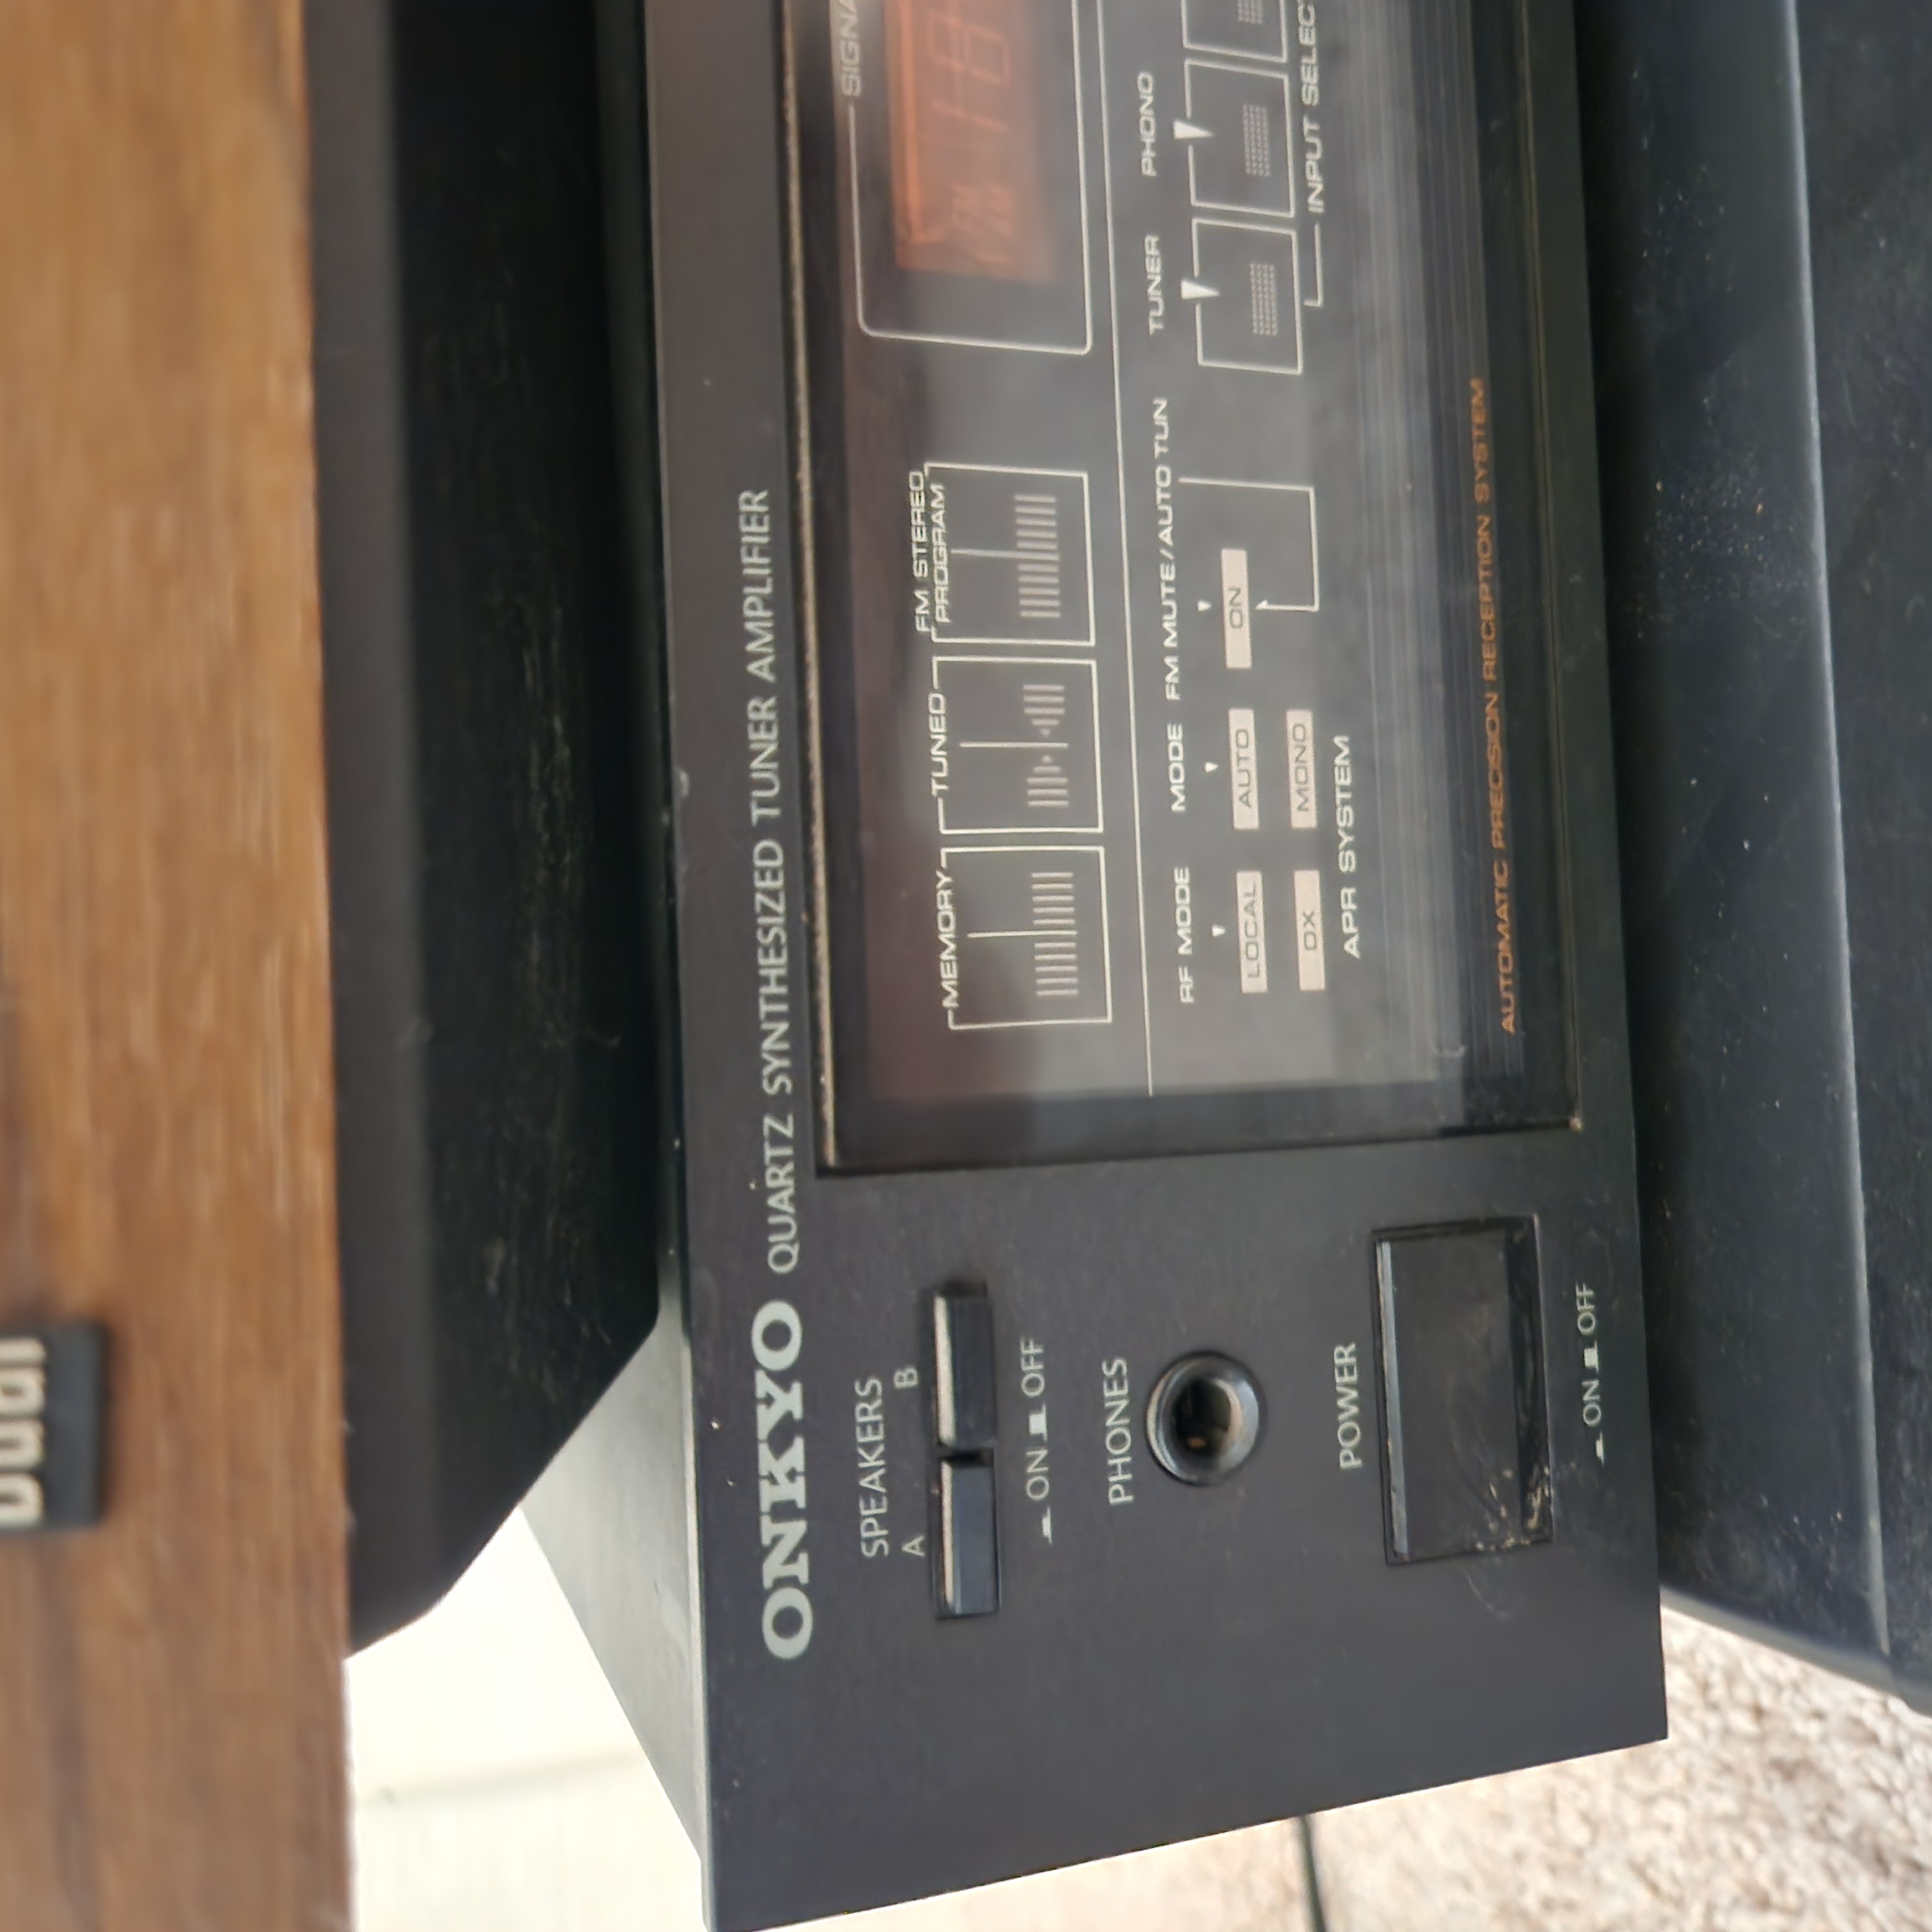 Dual
ONKYO QUARTZ SYNTHESIZED TUNER AMPLIFIER
SPEAKERS
A B
ON OFF
PHONES
POWER
ON OFF
MEMORY
TUNED
FM STEREO
PROGRAM
RF MODE
MODE
FM MUTE/AUTO TUN
TUNER
PHONO
LOCAL
AUTO
ON
DX
MONO
APR SYSTEM
INPUT
AUTOMATIC PRECISION RECEPTION SYSTEM